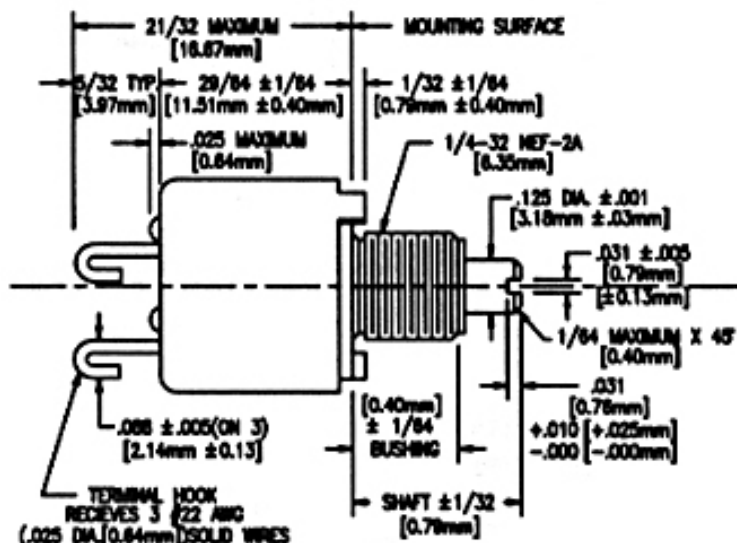 21/32 MAXIMUM
[16.67mm]
MOUNTING SURFACE
5/32 TYP.
[3.97mm]
29/64 ±1/64
[11.51mm ±0.40mm]
1/32 ±1/64
[0.79mm ±0.40mm]
.025 MAXIMUM
[0.64mm]
1/4-32 NEF-2A
[6.35mm]
.125 DIA. ±.001
[3.18mm ±.03mm]
.031 ±.005
[0.79mm]
[±0.13mm]
1/64 MAXIMUM X 45°
[0.40mm]
.031
[0.78mm]
+.010 [+.025mm]
-.000 [-.000mm]
[0.40mm]
± 1/64
BUSHING
±.005(ON 3)
[2.14mm ±0.13]
SHAFT ±1/32
[0.79mm]
TERMINAL HOOK
RECIEVES 3 #22 AWG
(.025 DIA.[0.64mm])SOLID WIRES